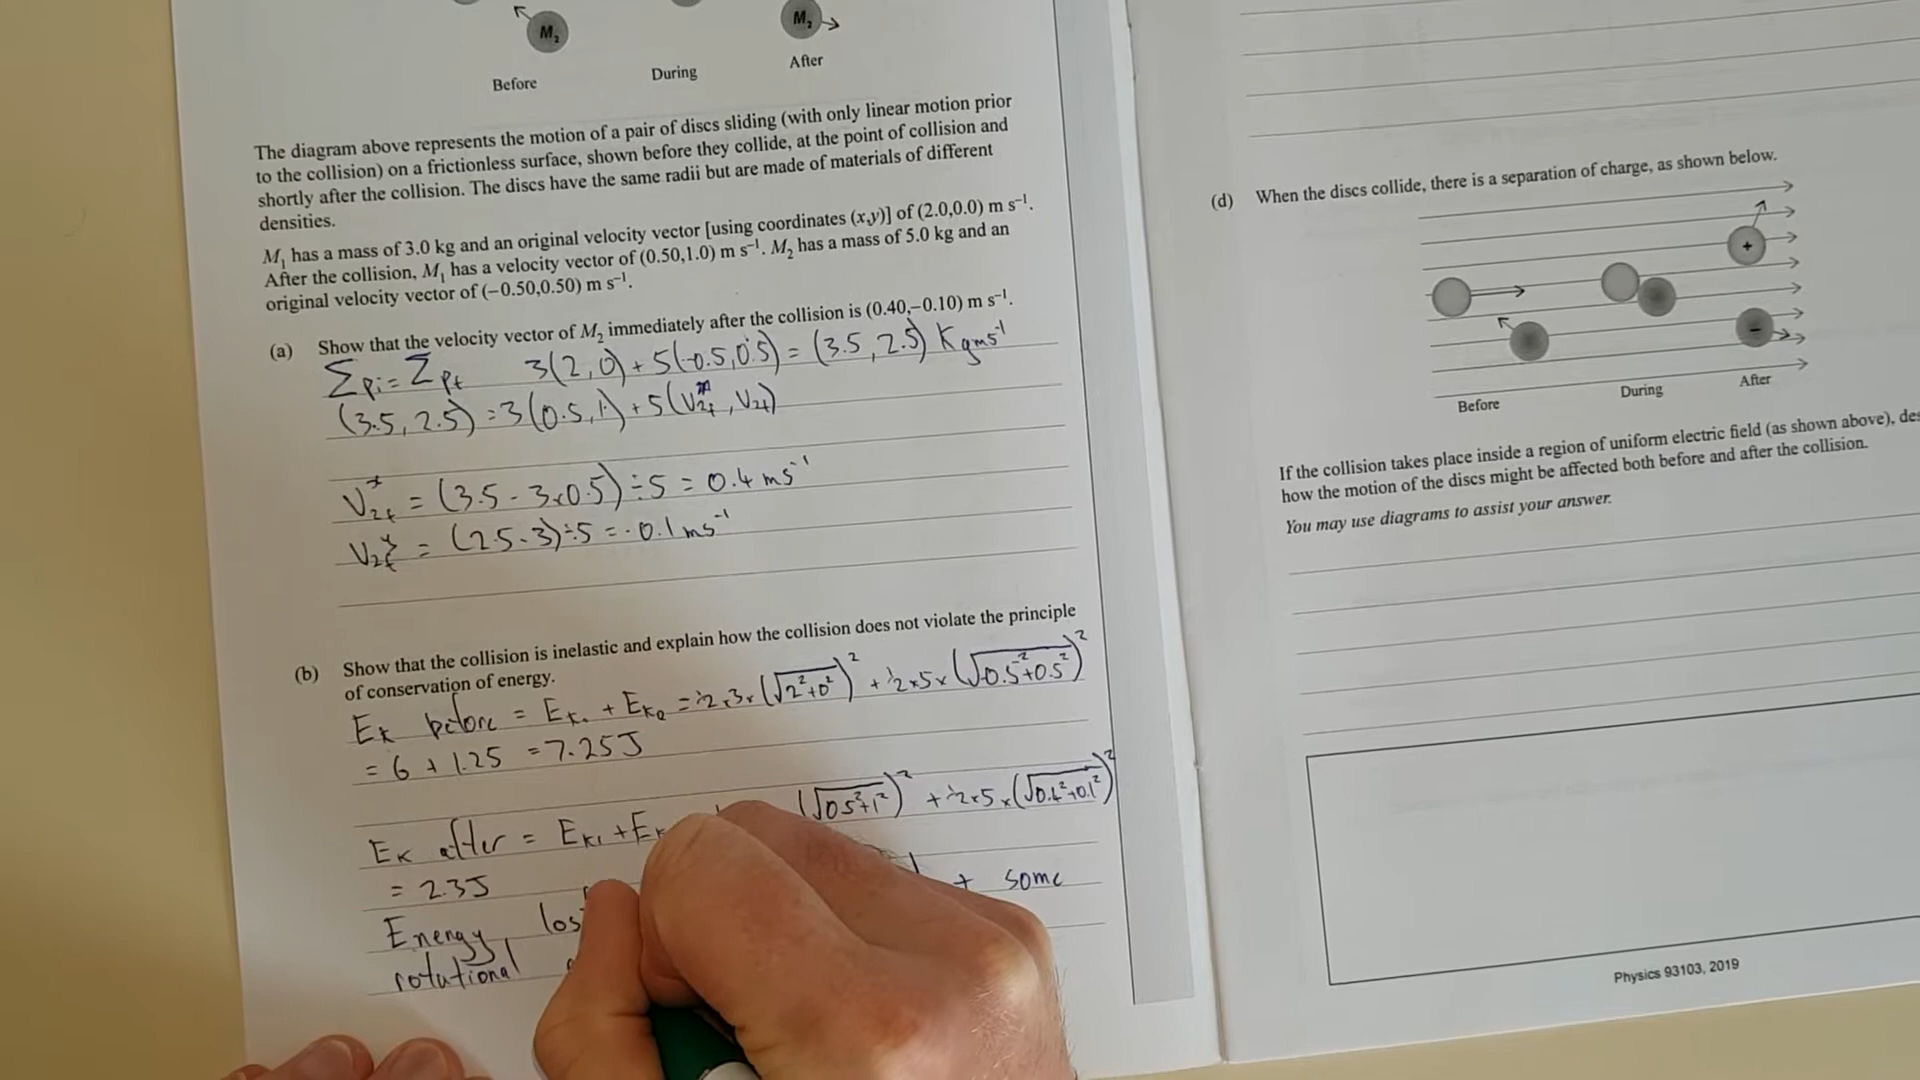 M₂
M₂
Before
During
After
The diagram above represents the motion of a pair of discs sliding (with only linear motion prior
to the collision) on a frictionless surface, shown before they collide, at the point of collision and
shortly after the collision. The discs have the same radii but are made of materials of different
densities.
M₁ has a mass of 3.0 kg and an original velocity vector [using coordinates (x,y)] of (2.0,0.0) m s⁻¹.
After the collision, M₁ has a velocity vector of (0.50,1.0) m s⁻¹. M₂ has a mass of 5.0 kg and an
original velocity vector of (−0.50,0.50) m s⁻¹.
(a) Show that the velocity vector of M₂ immediately after the collision is (0.40,−0.10) m s⁻¹.
Σpi = Σpf 3(2,0) + 5(-0.5,0.5) = (3.5, 2.5) Kgms⁻¹
(3.5, 2.5) = 3(0.5,1) + 5(V₂f, V₂f)
V₂f = (3.5 - 3x0.5) ÷ 5 = 0.4 ms⁻¹
V₂f = (2.5 - 3) ÷ 5 = -0.1 ms⁻¹
(b) Show that the collision is inelastic and explain how the collision does not violate the principle
of conservation of energy.
Eₖ before = Eₖ₁ + Eₖ₂ = ½ x 3 x (√2²+0²)² + ½ x 5 x (√-0.5²+0.5²)²
= 6 + 1.25 = 7.25J
Eₖ after = Eₖ₁ + Eₖ (√0.5²+1²)² + ½ x 5 x (√0.4²+0.1²)²
= 2.3J
Energy los + some
rotational
(d) When the discs collide, there is a separation of charge, as shown below.
+
−
Before
During
After
If the collision takes place inside a region of uniform electric field (as shown above), des
how the motion of the discs might be affected both before and after the collision.
You may use diagrams to assist your answer.
Physics 93103, 2019